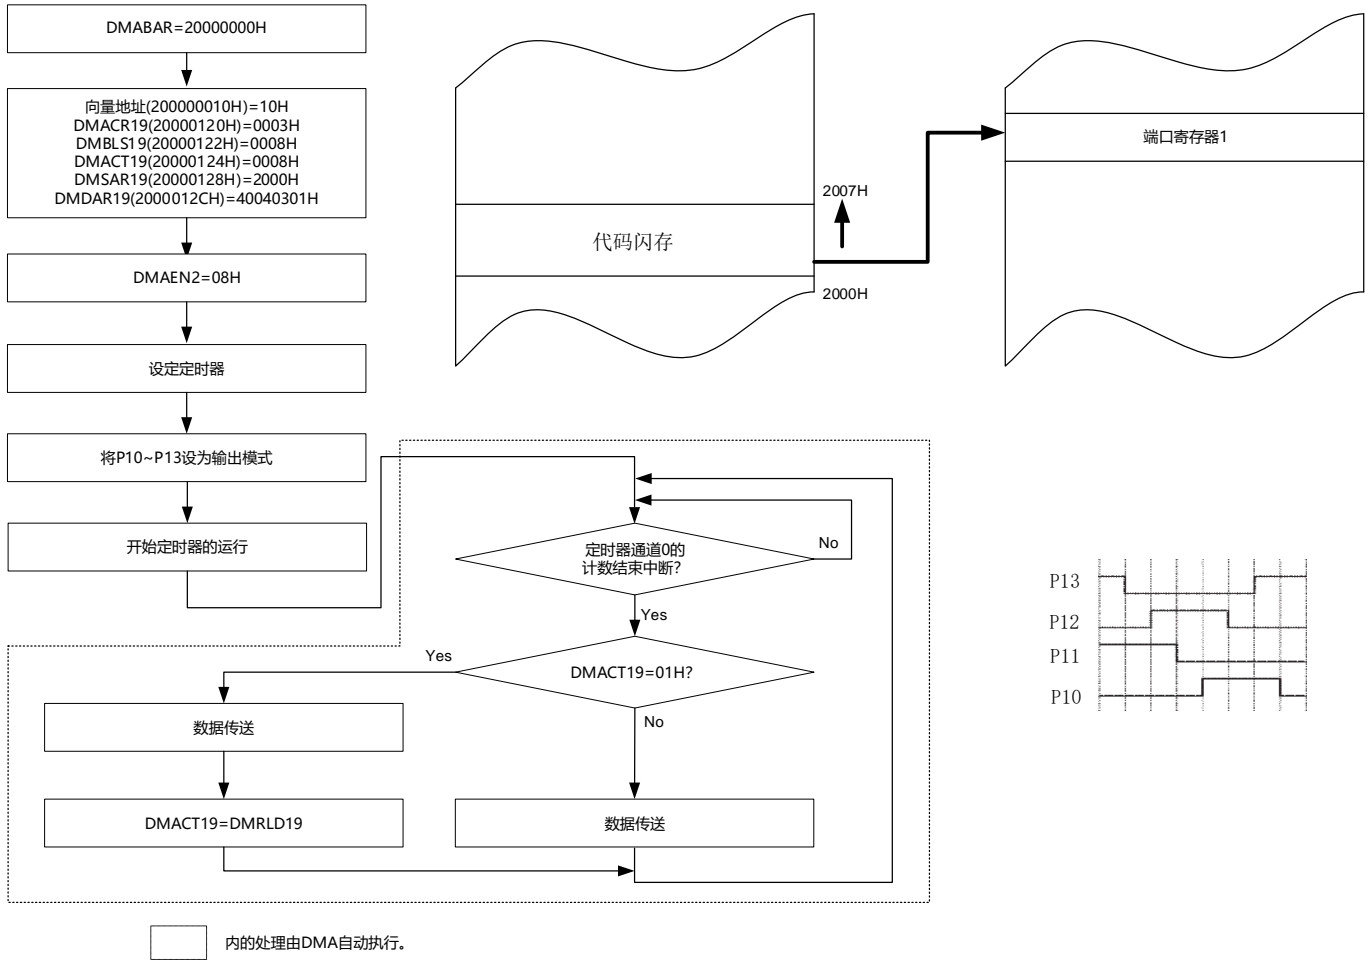 DMABAR=20000000H
向量地址(200000010H)=10H
DMACR19(20000120H)=0003H
DMBLS19(20000122H)=0008H
DMACT19(20000124H)=0008H
DMSAR19(20000128H)=2000H
DMDAR19(2000012CH)=40040301H
DMAEN2=08H
设定定时器
将P10~P13设为输出模式
开始定时器的运行
2007H
代码闪存
2000H
端口寄存器1
定时器通道0的
计数结束中断?
No
Yes
DMACT19=01H?
Yes
No
数据传送
DMACT19=DMRLD19
数据传送
P13
P12
P11
P10
内的处理由DMA自动执行。